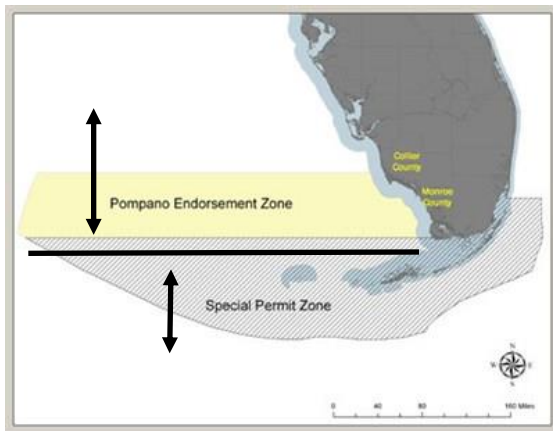 Collier
County
Monroe
County
Pompano Endorsement Zone
Special Permit Zone
N
W
E
S
0 40 80 160 Miles